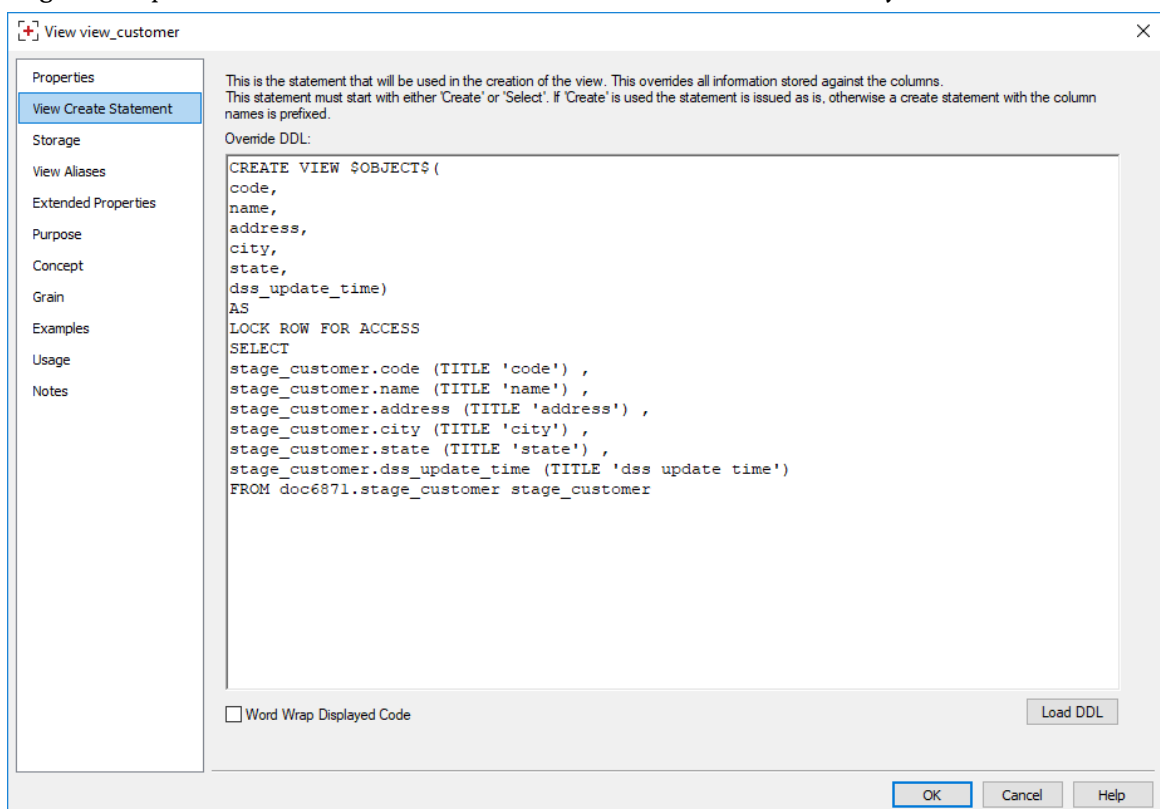 View view_customer
Properties
View Create Statement
Storage
View Aliases
Extended Properties
Purpose
Concept
Grain
Examples
Usage
Notes
This is the statement that will be used in the creation of the view. This overrides all information stored against the columns.
This statement must start with either 'Create' or 'Select'. If 'Create' is used the statement is issued as is, otherwise a create statement with the column
names is prefixed.
Override DDL:
CREATE VIEW $OBJECT$(
code,
name,
address,
city,
state,
dss_update_time)
AS
LOCK ROW FOR ACCESS
SELECT
stage_customer.code (TITLE 'code') ,
stage_customer.name (TITLE 'name') ,
stage_customer.address (TITLE 'address') ,
stage_customer.city (TITLE 'city') ,
stage_customer.state (TITLE 'state') ,
stage_customer.dss_update_time (TITLE 'dss update time')
FROM doc6871.stage_customer stage_customer
Word Wrap Displayed Code
Load DDL
OK
Cancel
Help